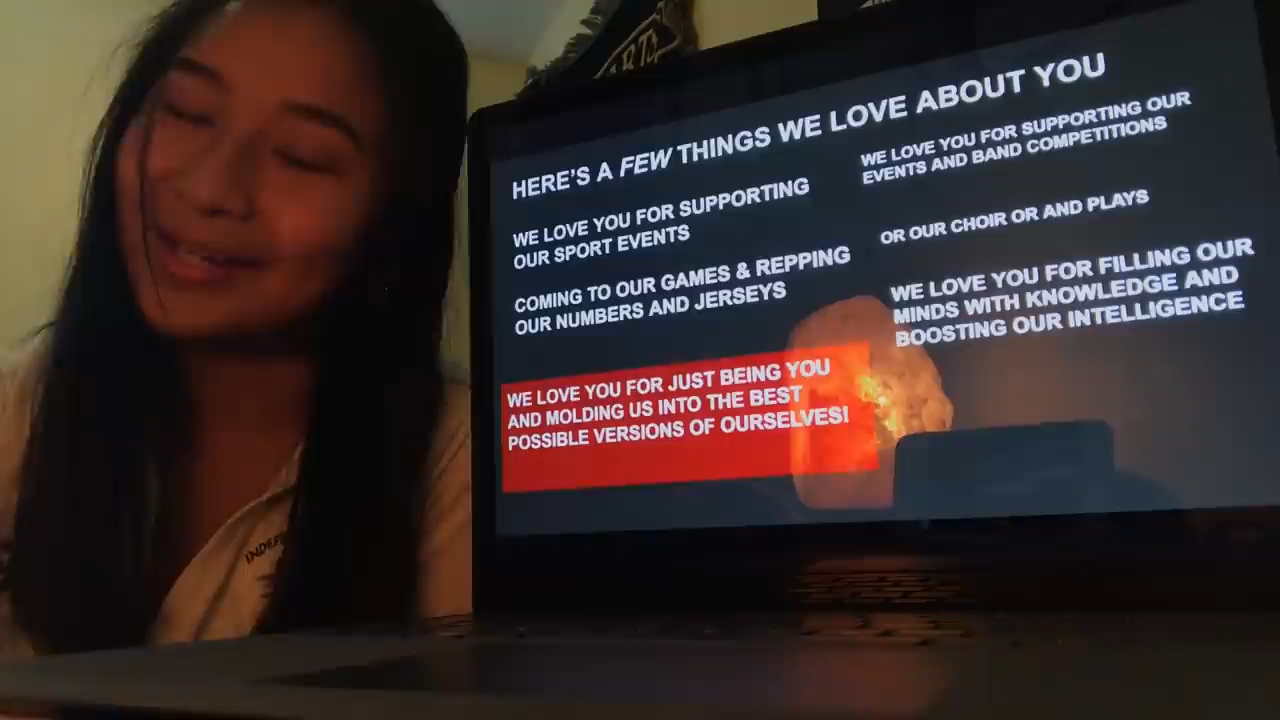 HERE'S A FEW THINGS WE LOVE ABOUT YOU
WE LOVE YOU FOR SUPPORTING
OUR SPORT EVENTS
COMING TO OUR GAMES & REPPING
OUR NUMBERS AND JERSEYS
WE LOVE YOU FOR JUST BEING YOU
AND MOLDING US INTO THE BEST
POSSIBLE VERSIONS OF OURSELVES!
WE LOVE YOU FOR SUPPORTING OUR
EVENTS AND BAND COMPETITIONS
OR OUR CHOIR OR AND PLAYS
WE LOVE YOU FOR FILLING OUR
MINDS WITH KNOWLEDGE AND
BOOSTING OUR INTELLIGENCE